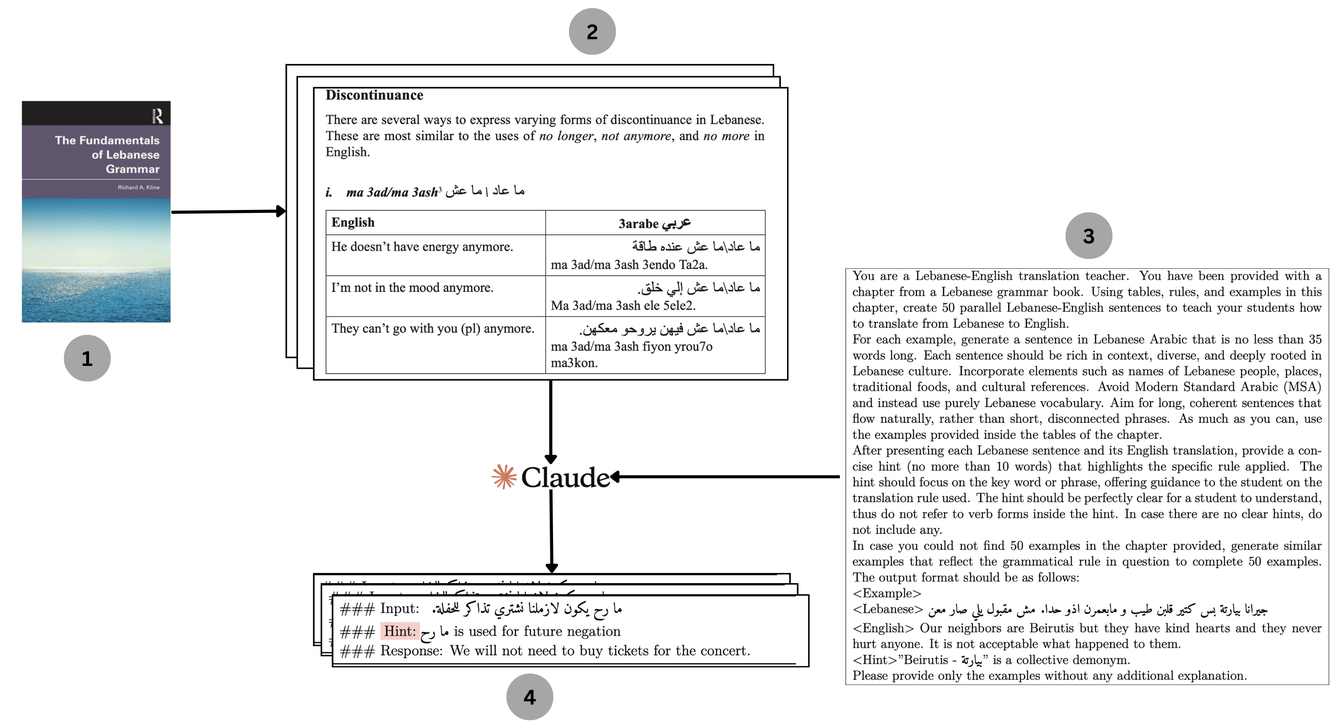 2
The Fundamentals
of Lebanese
Grammar
Richard A. Kline
R
1
Discontinuance
There are several ways to express varying forms of discontinuance in Lebanese.
These are most similar to the uses of no longer, not anymore, and no more in
English.
i. ma 3ad/ma 3ash3 ما عاد | ما عش
English
3arabe عربي
He doesn't have energy anymore.
ما عاد\ما عش عنده طاقة
ma 3ad/ma 3ash 3endo Ta2a.
I'm not in the mood anymore.
ما عاد\ما عش إلي خلق.
Ma 3ad/ma 3ash ele 5ele2.
They can't go with you (pl) anymore.
ما عاد\ما عش فيهن يروحو معكهن.
ma 3ad/ma 3ash fiyon yrou7o
ma3kon.
Claude
3
You are a Lebanese-English translation teacher. You have been provided with a
chapter from a Lebanese grammar book. Using tables, rules, and examples in this
chapter, create 50 parallel Lebanese-English sentences to teach your students how
to translate from Lebanese to English.
For each example, generate a sentence in Lebanese Arabic that is no less than 35
words long. Each sentence should be rich in context, diverse, and deeply rooted in
Lebanese culture. Incorporate elements such as names of Lebanese people, places,
traditional foods, and cultural references. Avoid Modern Standard Arabic (MSA)
and instead use purely Lebanese vocabulary. Aim for long, coherent sentences that
flow naturally, rather than short, disconnected phrases. As much as you can, use
the examples provided inside the tables of the chapter.
After presenting each Lebanese sentence and its English translation, provide a con-
cise hint (no more than 10 words) that highlights the specific rule applied. The
hint should focus on the key word or phrase, offering guidance to the student on the
translation rule used. The hint should be perfectly clear for a student to understand,
thus do not refer to verb forms inside the hint. In case there are no clear hints, do
not include any.
In case you could not find 50 examples in the chapter provided, generate similar
examples that reflect the grammatical rule in question to complete 50 examples.
The output format should be as follows:
<Example>
<Lebanese> جيرانا بيارتة بس كتير قلبن طيب و مابعمرن اذو حدا. مش مقبول يلي صار معن
<English> Our neighbors are Beirutis but they have kind hearts and they never
hurt anyone. It is not acceptable what happened to them.
<Hint>"Beirutis - بيارتة" is a collective demonym.
Please provide only the examples without any additional explanation.
### Input: ما رح يكون لازملنا نشتري تذاكر للحفلة.
### Hint: ما رح is used for future negation
### Response: We will not need to buy tickets for the concert.
4